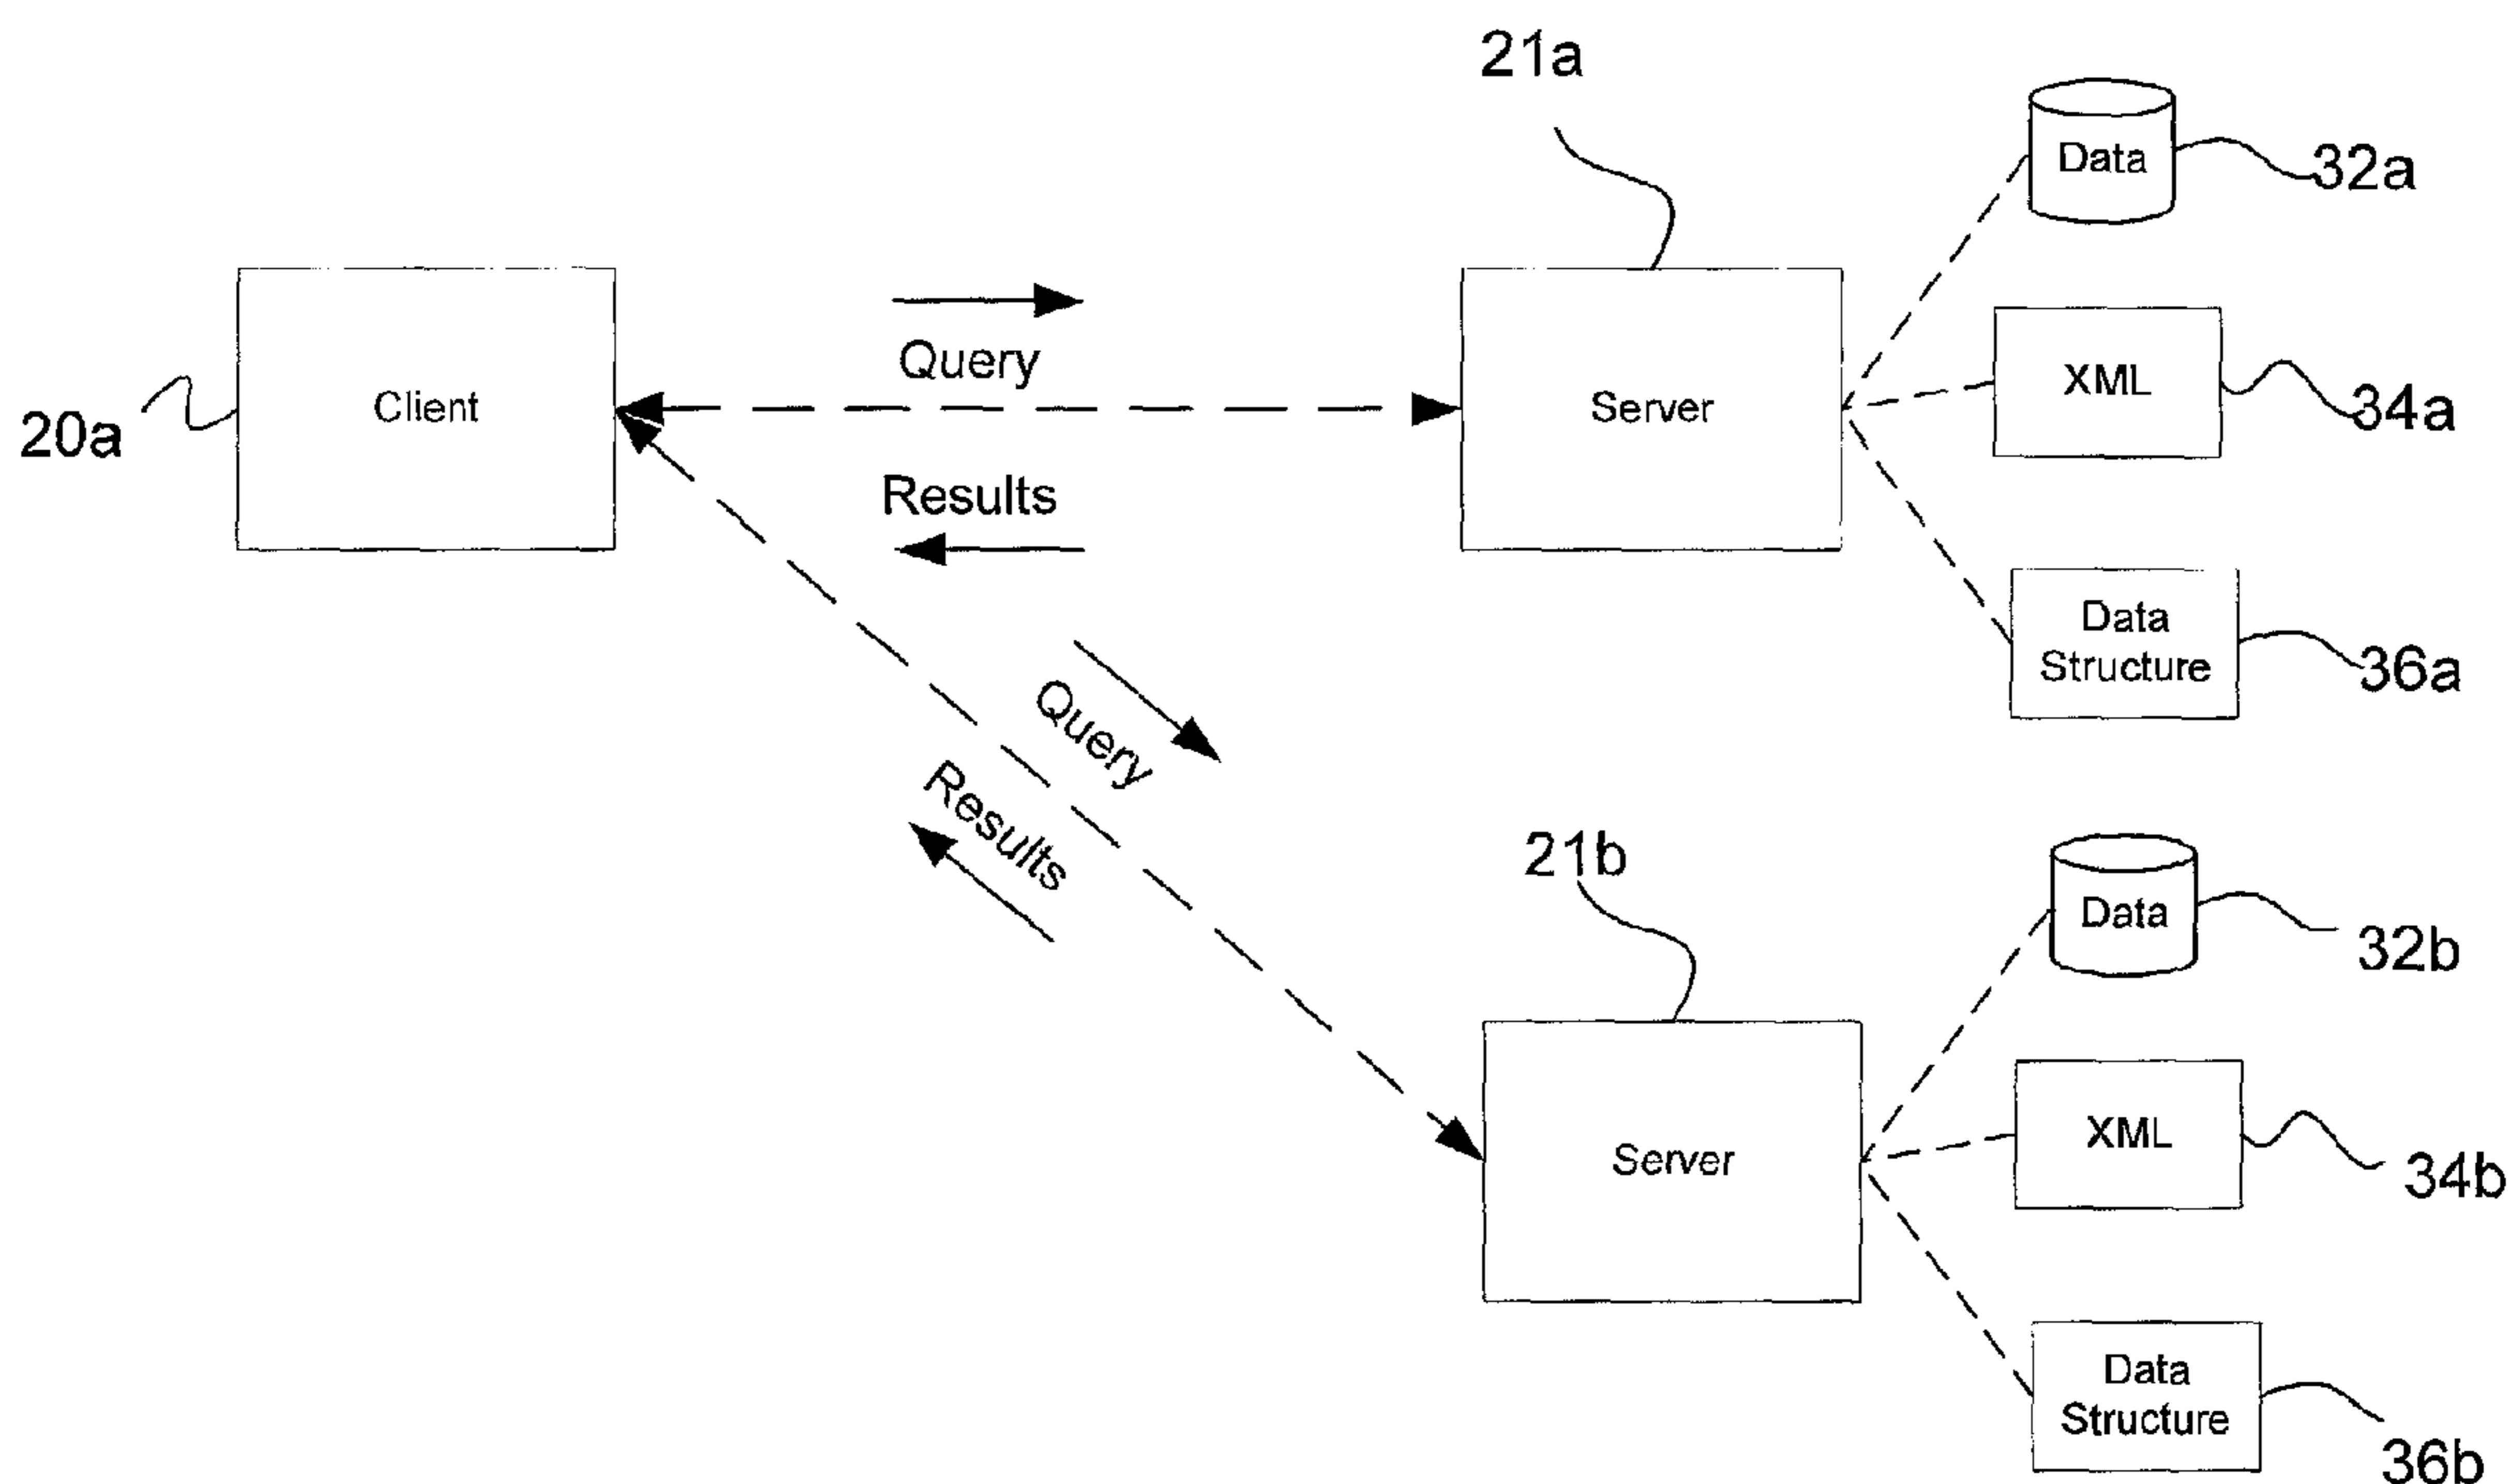 21a
Data
32a
Query
Client
Server
XML
34a
20a
Results
Data
Structure
36a
Query
Results
21b
Data
32b
Server
XML
34b
Data
Structure
36b